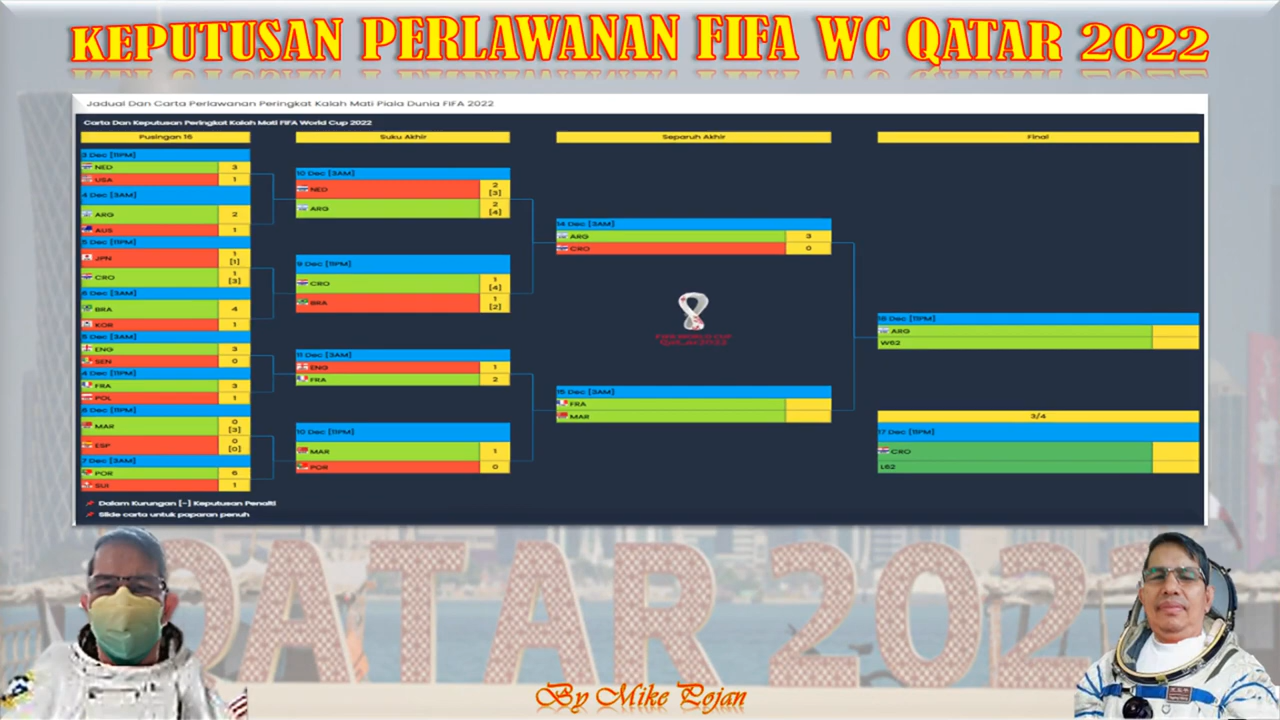 KEPUTUSAN PERLAWANAN FIFA WC QATAR 2022
Jadual Dan Carta Perlawanan Peringkat Kalah Mati Piala Dunia FIFA 2022
Carta Dan Keputusan Peringkat Kalah Mati FIFA World Cup 2022
Pusingan 16
3 Dec [11PM]
NED 3
USA 1
4 Dec [3AM]
ARG 2
AUS 1
5 Dec [11PM]
JPN 1 [1]
CRO 1 [3]
6 Dec [3AM]
BRA 4
KOR 1
5 Dec [3AM]
ENG 3
SEN 0
4 Dec [11PM]
FRA 3
POL 1
6 Dec [11PM]
MAR 0 [3]
ESP 0 [0]
7 Dec [3AM]
POR 6
SUI 1
Suku Akhir
10 Dec [3AM]
NED 2 [3]
ARG 2 [4]
9 Dec [11PM]
CRO 1 [4]
BRA 1 [2]
11 Dec [3AM]
ENG 1
FRA 2
10 Dec [11PM]
MAR 1
POR 0
Separuh Akhir
14 Dec [3AM]
ARG 3
CRO 0
FIFA WORLD CUP
QATAR2022
15 Dec [3AM]
FRA
MAR
Final
18 Dec [11PM]
ARG
W62
3/4
17 Dec [11PM]
CRO
L62
Dalam Kurungan [~] Keputusan Penalti
Slide carta untuk paparan penuh
QATAR 2022
By Mike Pojan